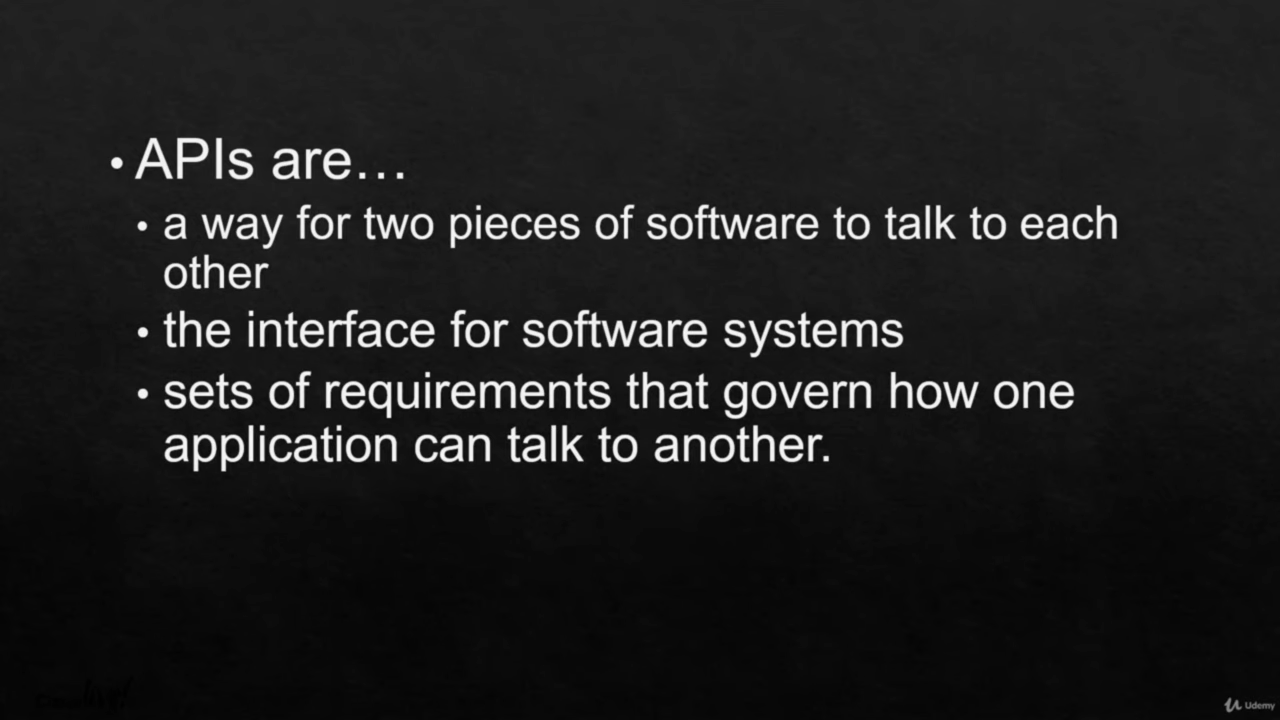 • APIs are…
• a way for two pieces of software to talk to each
other
• the interface for software systems
• sets of requirements that govern how one
application can talk to another.
Udemy